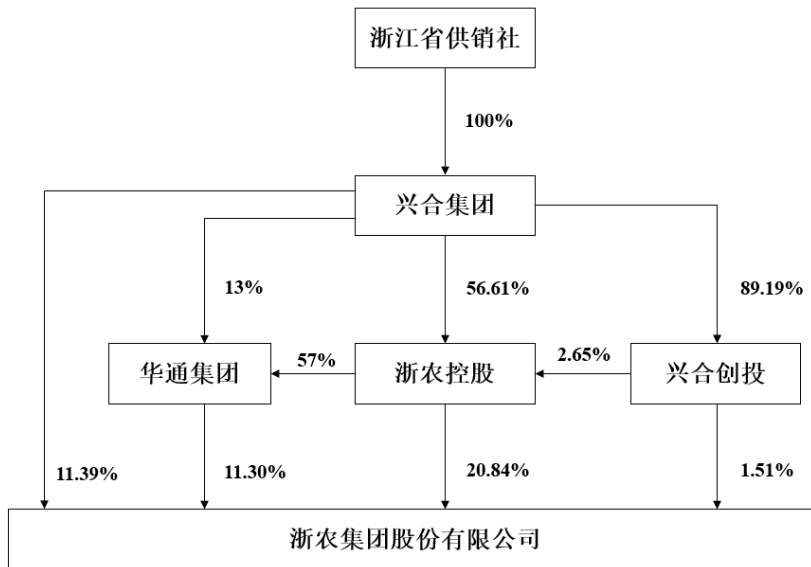 浙江省供销社
100%
兴合集团
13%
56.61%
89.19%
华通集团
57%
浙农控股
2.65%
兴合创投
11.39%
11.30%
20.84%
1.51%
浙农集团股份有限公司